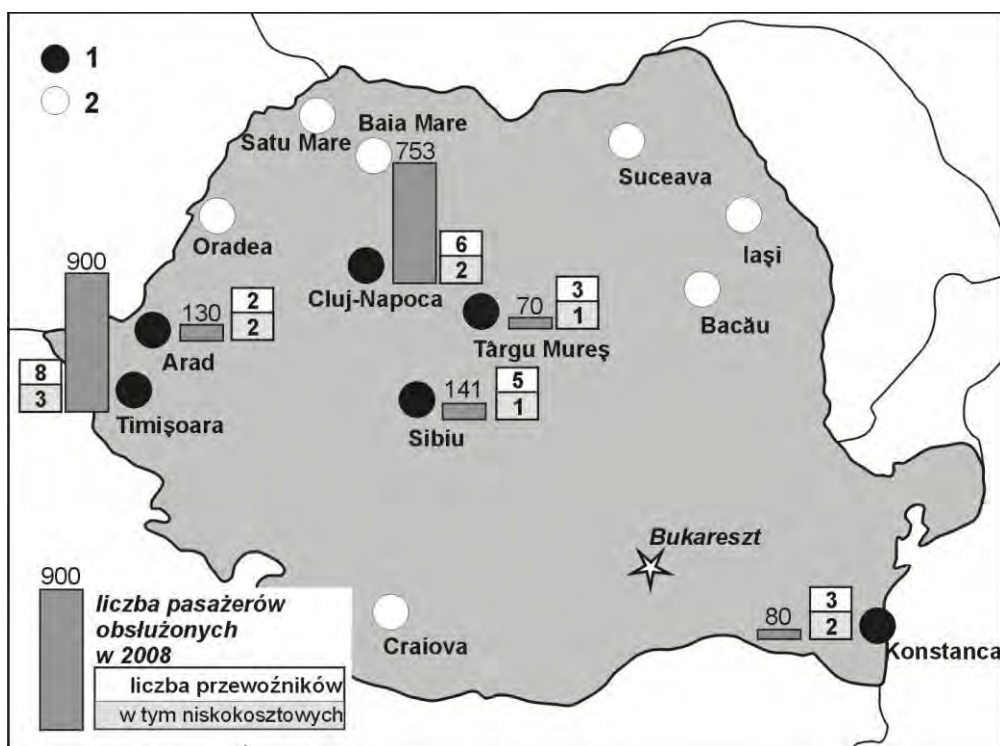 1
2
Satu Mare
Baia Mare
753
Suceava
Oradea
Iaşi
900
6
2
Cluj-Napoca
130
2
2
Arad
70
3
1
Târgu Mureş
Bacău
8
3
Timişoara
141
5
1
Sibiu
Bukareszt
900
liczba pasażerów
obsłużonych
w 2008
liczba przewoźników
w tym niskokosztowych
Craiova
80
3
2
Konstanca